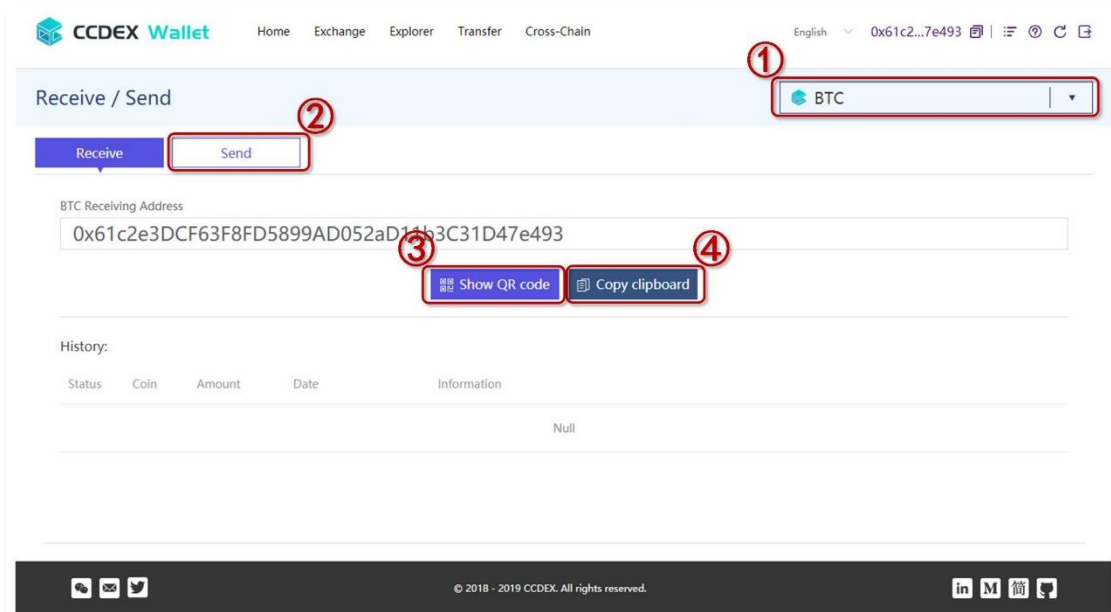 CCDEX Wallet Home Exchange Explorer Transfer Cross-Chain English 0x61c2...7e493
①
Receive / Send BTC
②
Receive Send
BTC Receiving Address
0x61c2e3DCF63F8FD5899AD052aD11b3C31D47e493
③ ④
Show QR code Copy clipboard
History:
Status Coin Amount Date Information
Null
© 2018 - 2019 CCDEX. All rights reserved. in M 简